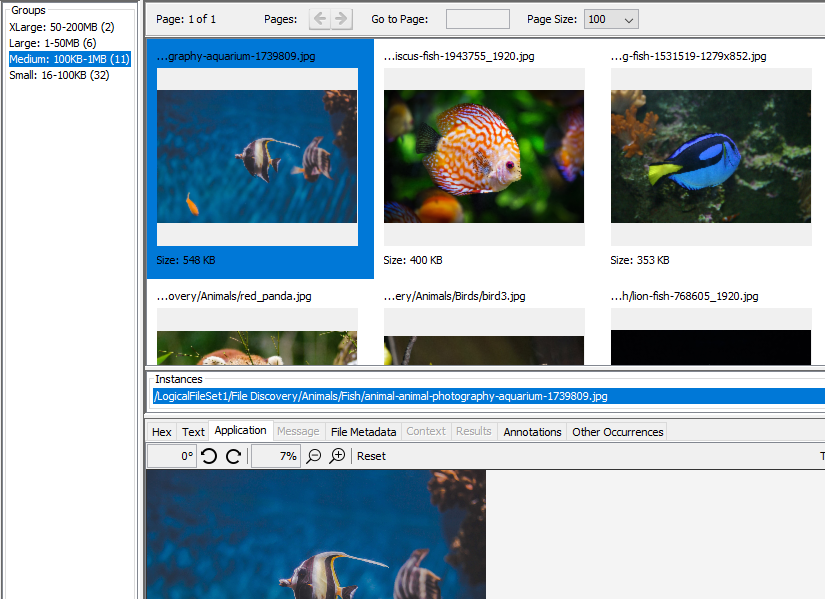 Groups
XLarge: 50-200MB (2)
Large: 1-50MB (6)
Medium: 100KB-1MB (11)
Small: 16-100KB (32)
Page: 1 of 1 Pages: Go to Page: Page Size: 100
...graphy-aquarium-1739809.jpg ...iscus-fish-1943755_1920.jpg ...g-fish-1531519-1279x852.jpg
Size: 548 KB Size: 400 KB Size: 353 KB
...overy/Animals/red_panda.jpg ...ery/Animals/Birds/bird3.jpg ...h/lion-fish-768605_1920.jpg
Instances
/LogicalFileSet1/File Discovery/Animals/Fish/animal-animal-photography-aquarium-1739809.jpg
Hex Text Application Message File Metadata Context Results Annotations Other Occurrences
0° 7% Reset T